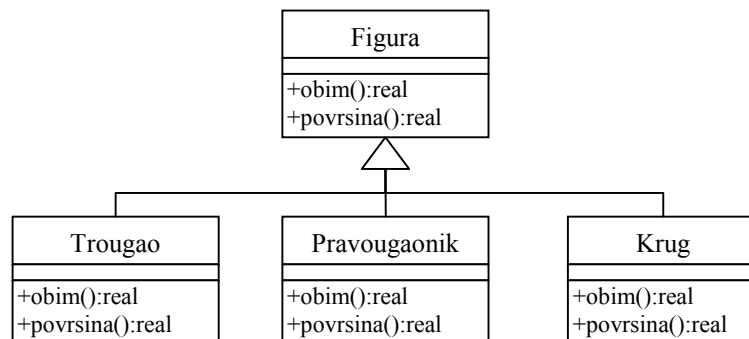 Figura
+obim():real
+povrsina():real
Trougao
+obim():real
+povrsina():real
Pravougaonik
+obim():real
+povrsina():real
Krug
+obim():real
+povrsina():real